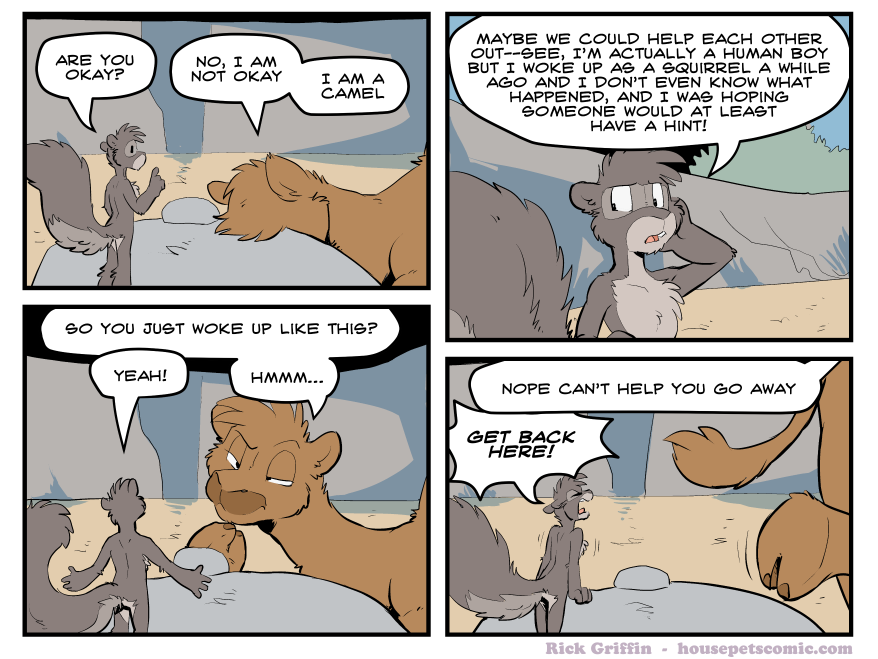 ARE YOU
OKAY?
NO, I AM
NOT OKAY
I AM A
CAMEL
MAYBE WE COULD HELP EACH OTHER
OUT--SEE, I'M ACTUALLY A HUMAN BOY
BUT I WOKE UP AS A SQUIRREL A WHILE
AGO AND I DON'T EVEN KNOW WHAT
HAPPENED, AND I WAS HOPING
SOMEONE WOULD AT LEAST
HAVE A HINT!
SO YOU JUST WOKE UP LIKE THIS?
YEAH!
HMMM...
NOPE CAN'T HELP YOU GO AWAY
GET BACK
HERE!
Rick Griffin - housepetscomic.com